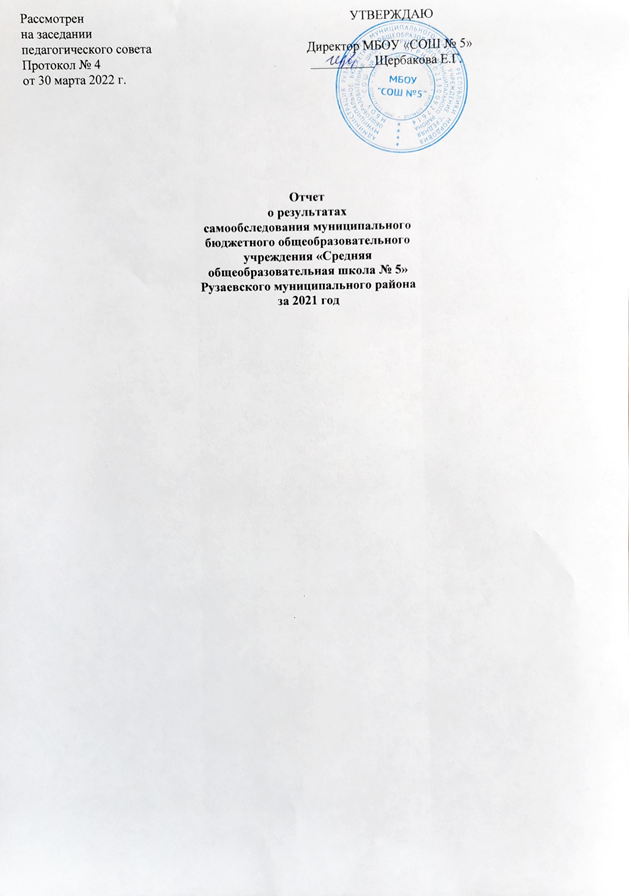 Рассмотрен
на заседании
педагогического совета
Протокол № 4
от 30 марта 2022 г.
УТВЕРЖДАЮ
Директор МБОУ «СОШ № 5»
Щербакова Е.Г.
МБОУ
"СОШ №5"
Отчет
о результатах
самообследования муниципального
бюджетного общеобразовательного
учреждения «Средняя
общеобразовательная школа № 5»
Рузаевского муниципального района
за 2021 год